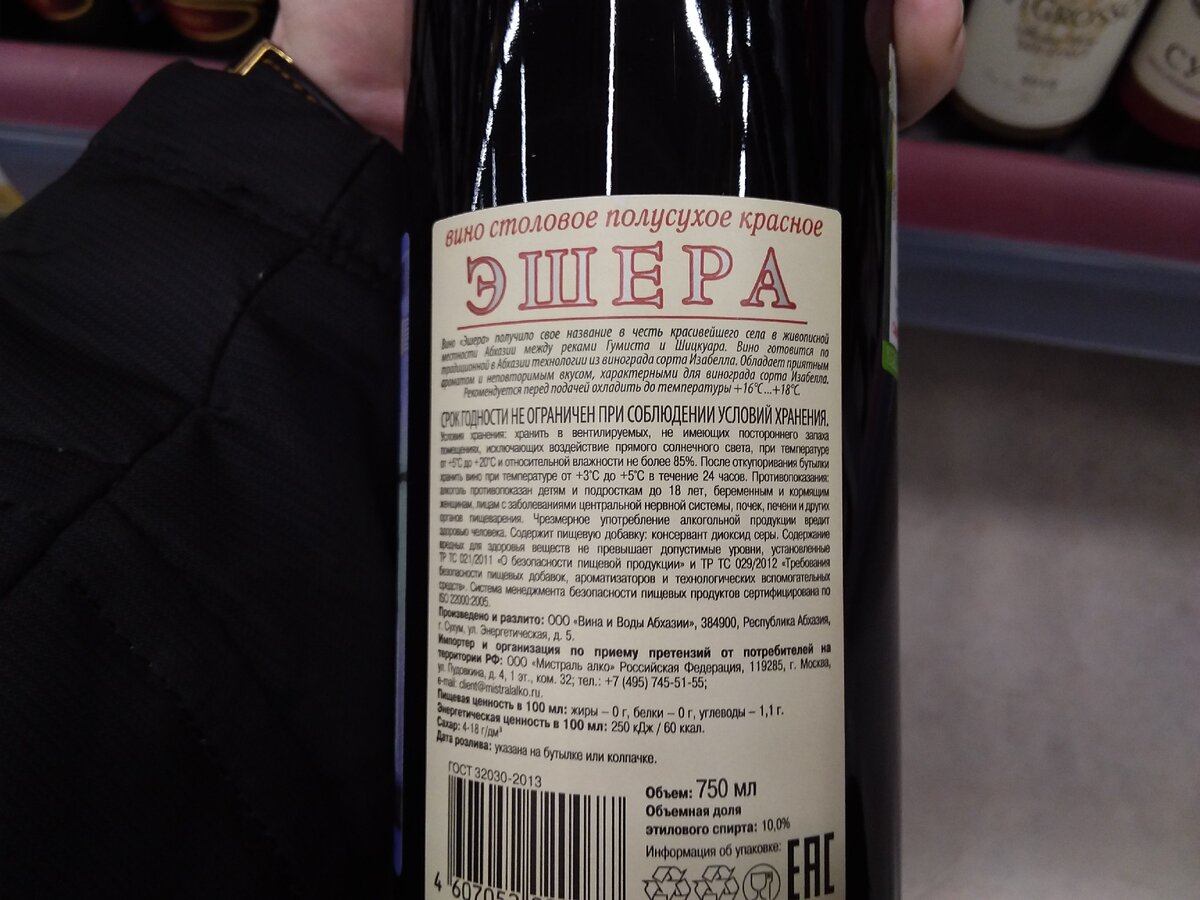 GROSSO
СУ
вино столовое полусухое красное
ЭШЕРА
Вино «Эшера» получило свое название в честь красивейшего села в живописной
местности Абхазии между реками Гумиста и Шицкуара. Вино готовится по
традиционной в Абхазии технологии из винограда сорта Изабелла. Обладает приятным
ароматом и неповторимым вкусом, характерными для винограда сорта Изабелла.
Рекомендуется перед подачей охладить до температуры +16°С...+18°С.
СРОК ГОДНОСТИ НЕ ОГРАНИЧЕН ПРИ СОБЛЮДЕНИИ УСЛОВИЙ ХРАНЕНИЯ.
Условия хранения: хранить в вентилируемых, не имеющих постороннего запаха
помещениях, исключающих воздействие прямого солнечного света, при температуре
от +5°С до +20°С и относительной влажности не более 85%. После откупоривания бутылки
хранить вино при температуре от +3°С до +5°С в течение 24 часов. Противопоказания:
алкоголь противопоказан детям и подросткам до 18 лет, беременным и кормящим
женщинам, лицам с заболеваниями центральной нервной системы, почек, печени и других
органов пищеварения. Чрезмерное употребление алкогольной продукции вредит
здоровью человека. Содержит пищевую добавку: консервант диоксид серы. Содержание
вредных для здоровья веществ не превышает допустимые уровни, установленные
ТР ТС 021/2011 «О безопасности пищевой продукции» и ТР ТС 029/2012 «Требования
безопасности пищевых добавок, ароматизаторов и технологических вспомогательных
средств». Система менеджмента безопасности пищевых продуктов сертифицирована по
ISO 22000:2005.
Произведено и разлито: ООО «Вина и Воды Абхазии», 384900, Республика Абхазия,
г. Сухум, ул. Энергетическая, д. 5.
Импортер и организация по приему претензий от потребителей на
территории РФ: ООО «Мистраль алко» Российская Федерация, 119285, г. Москва,
ул. Пудовкина, д. 4, 1 эт., ком. 32; тел.: +7 (495) 745-51-55;
e-mail: client@mistralalko.ru.
Пищевая ценность в 100 мл: жиры – 0 г, белки – 0 г, углеводы – 1,1 г.
Энергетическая ценность в 100 мл: 250 кДж / 60 ккал.
Сахар: 4-18 г/дм³
Дата розлива: указана на бутылке или колпачке.
ГОСТ 32030-2013
Объем: 750 мл
Объемная доля
этилового спирта: 10,0%
Информация об упаковке:
EAC
4 607052